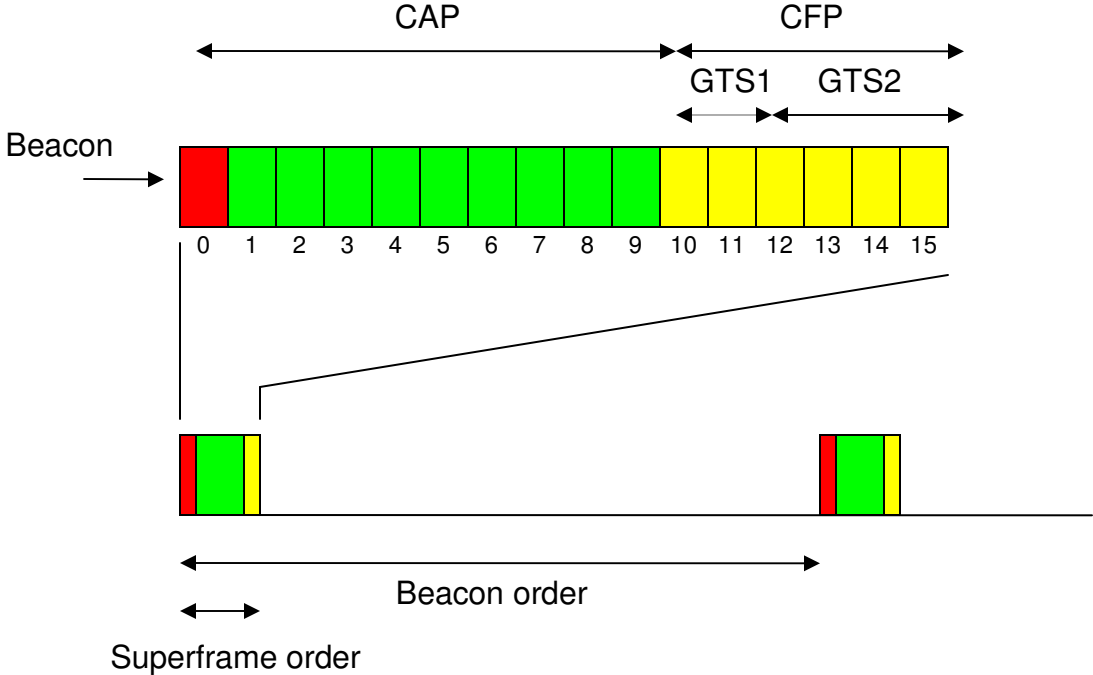 CAP CFP
GTS1 GTS2
Beacon
0 1 2 3 4 5 6 7 8 9 10 11 12 13 14 15
Beacon order
Superframe order